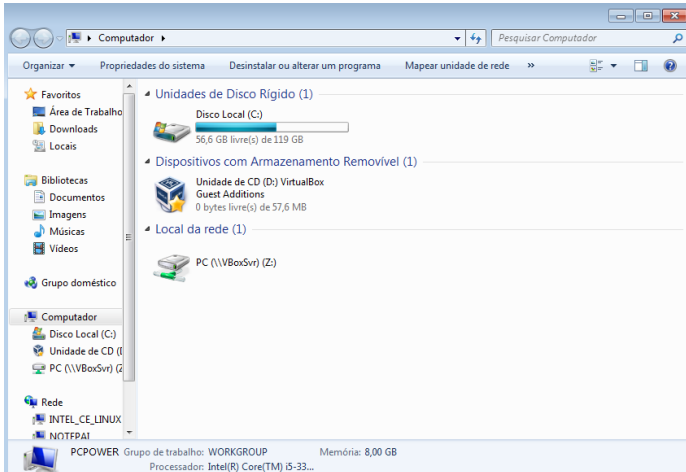 Computador
Pesquisar Computador
Organizar
Propriedades do sistema
Desinstalar ou alterar um programa
Mapear unidade de rede
»
Favoritos
Área de Trabalho
Downloads
Locais
Bibliotecas
Documentos
Imagens
Músicas
Vídeos
Grupo doméstico
Computador
Disco Local (C:)
Unidade de CD (
PC (\\VBoxSvr) (Z
Rede
INTEL_CE_LINUX
Unidades de Disco Rígido (1)
Disco Local (C:)
56,6 GB livre(s) de 119 GB
Dispositivos com Armazenamento Removível (1)
Unidade de CD (D:) VirtualBox
Guest Additions
0 bytes livre(s) de 57,6 MB
Local da rede (1)
PC (\\VBoxSvr) (Z:)
PCPOWER Grupo de trabalho: WORKGROUP Memória: 8,00 GB
Processador: Intel(R) Core(TM) i5-33...